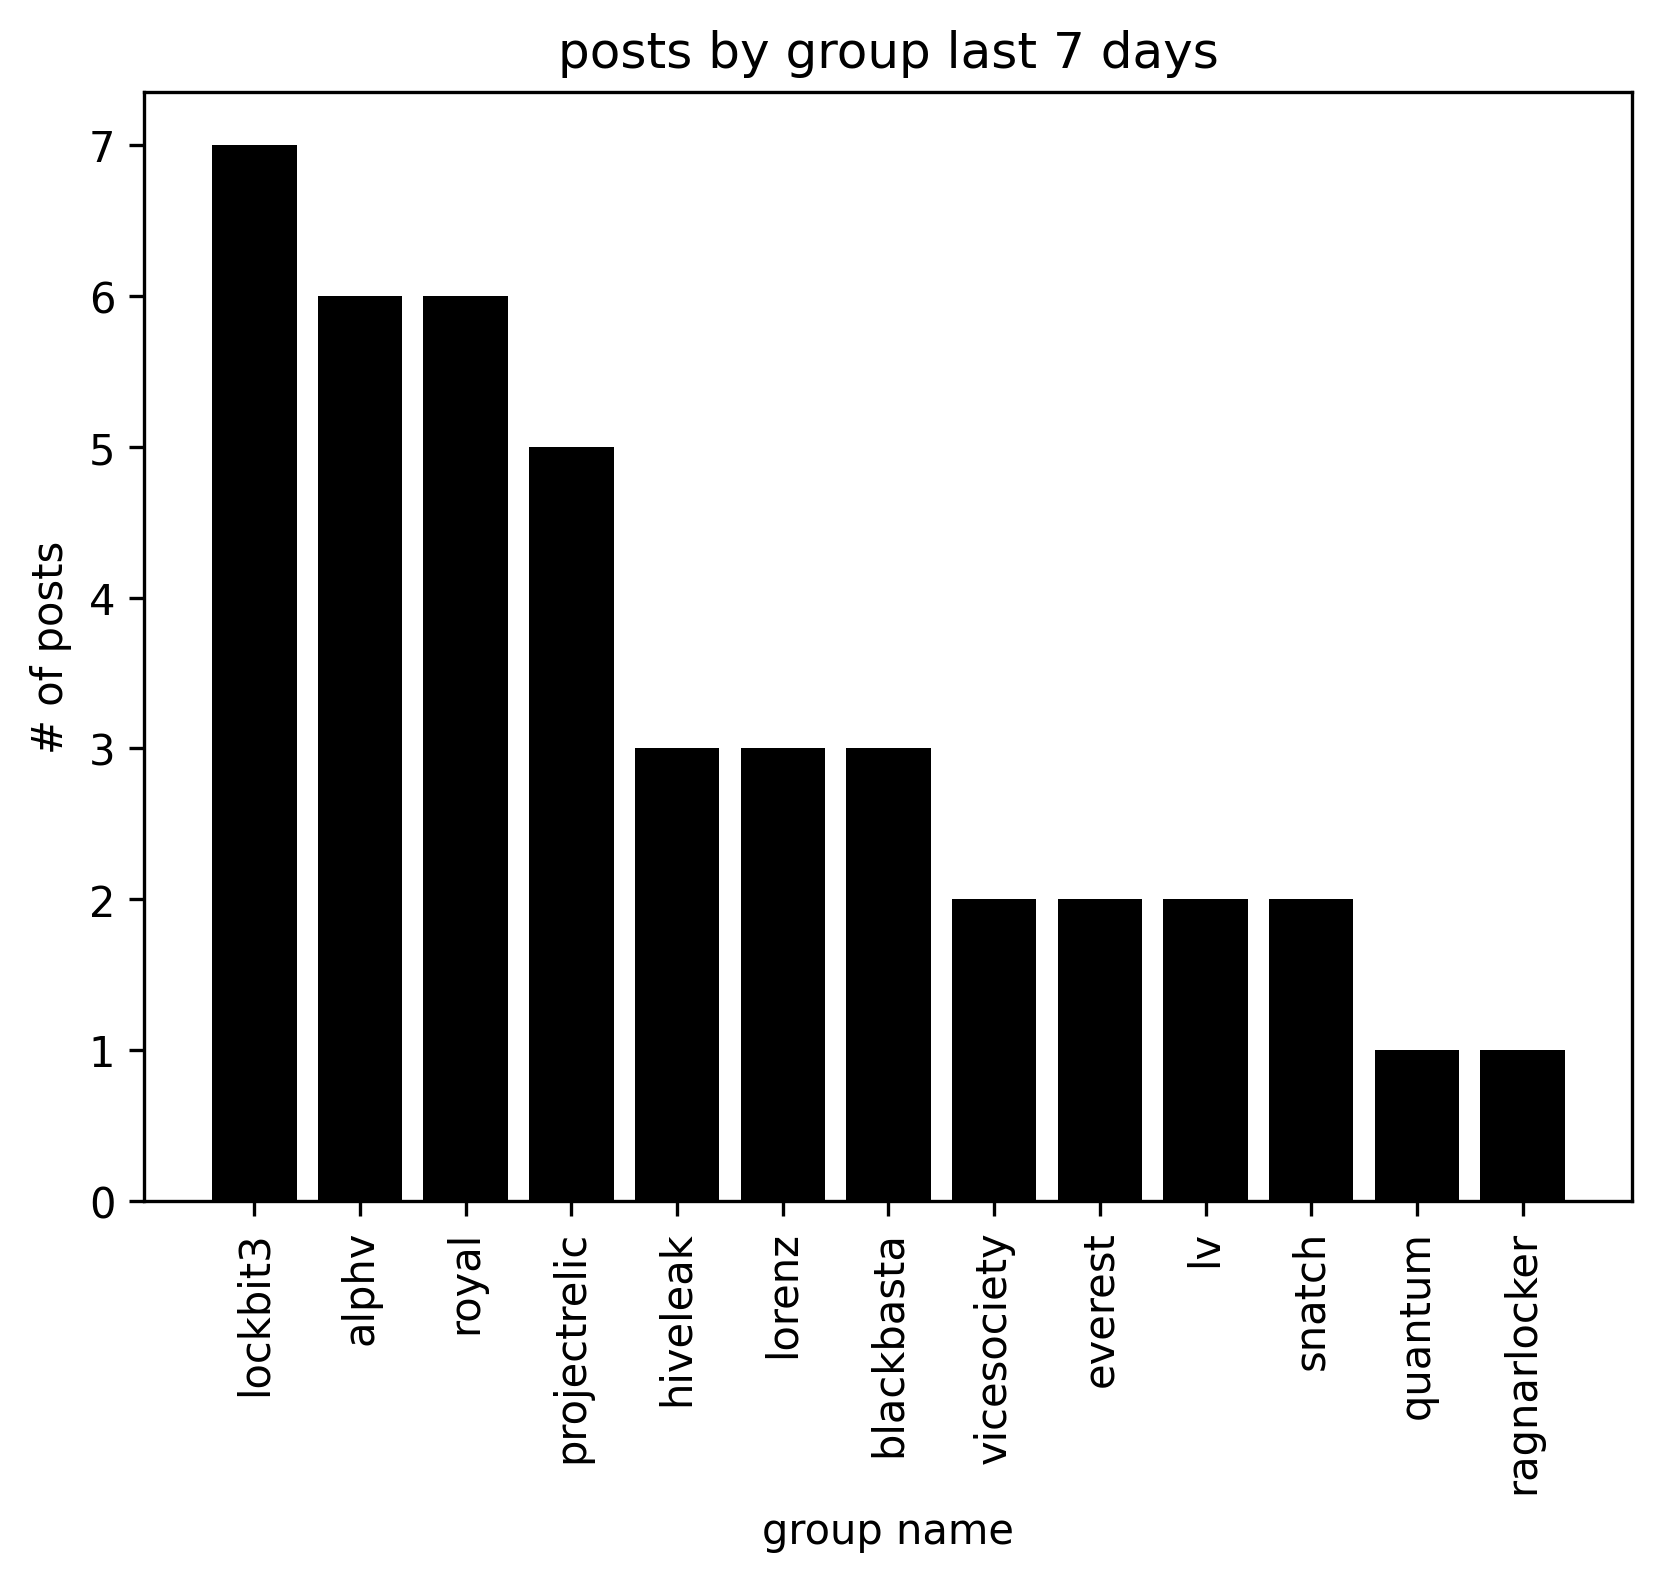 posts by group last 7 days
# of posts
7
6
5
4
3
2
1
0
lockbit3
alphv
royal
projectrelic
hiveleak
lorenz
blackbasta
vicesociety
everest
lv
snatch
quantum
ragnarlocker
group name